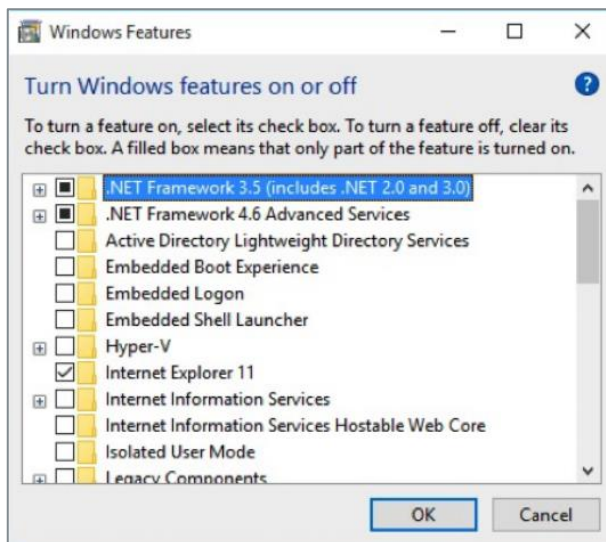 Windows Features
Turn Windows features on or off
To turn a feature on, select its check box. To turn a feature off, clear its
check box. A filled box means that only part of the feature is turned on.
.NET Framework 3.5 (includes .NET 2.0 and 3.0)
.NET Framework 4.6 Advanced Services
Active Directory Lightweight Directory Services
Embedded Boot Experience
Embedded Logon
Embedded Shell Launcher
Hyper-V
Internet Explorer 11
Internet Information Services
Internet Information Services Hostable Web Core
Isolated User Mode
Legacy Components
OK Cancel